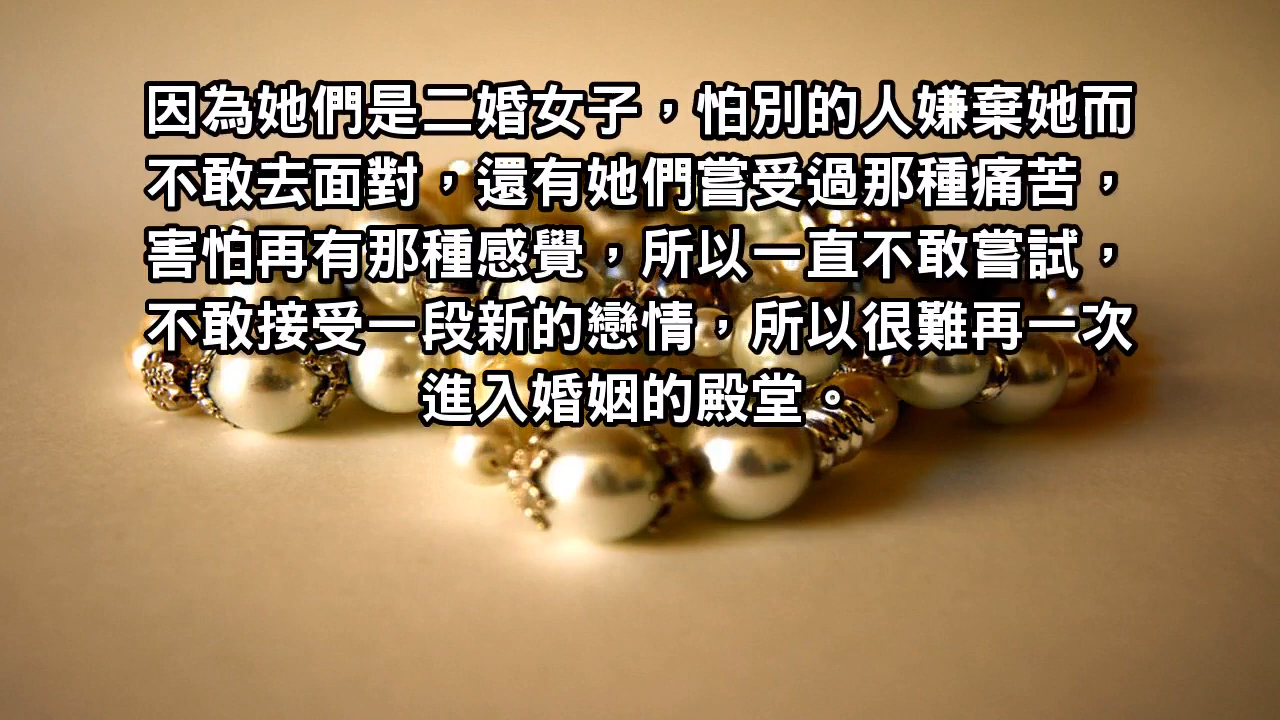 因為她們是二婚女子，怕別的人嫌棄她而
不敢去面對，還有她們嘗受過那種痛苦，
害怕再有那種感覺，所以一直不敢嘗試，
不敢接受一段新的戀情，所以很難再一次
進入婚姻的殿堂。